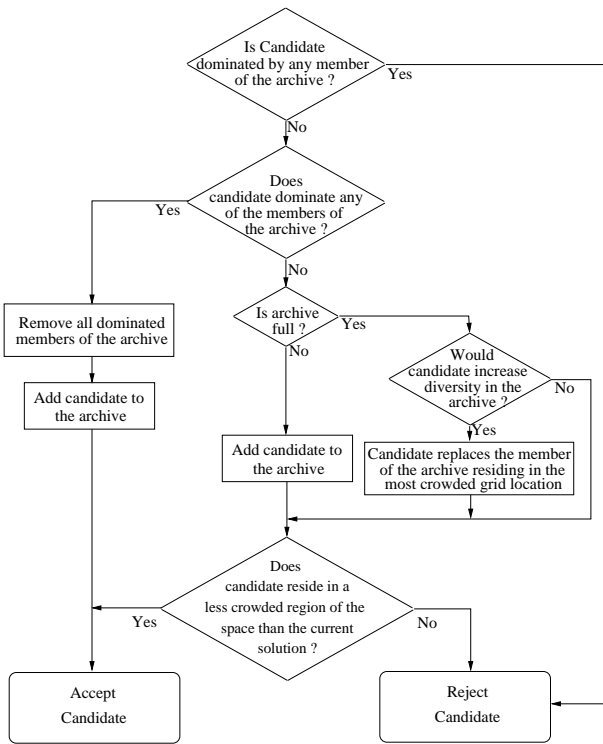 Is Candidate
dominated by any member
of the archive ?
Yes
No
Does
candidate dominate any
of the members of
the archive ?
Yes
No
Remove all dominated
members of the archive
Is archive
full ?
Yes
No
Would
candidate increase
diversity in the
archive ?
No
Yes
Add candidate to
the archive
Add candidate to
the archive
Candidate replaces the member
of the archive residing in the
most crowded grid location
Does
candidate reside in a
less crowded region of the
space than the current
solution ?
Yes
No
Accept
Candidate
Reject
Candidate